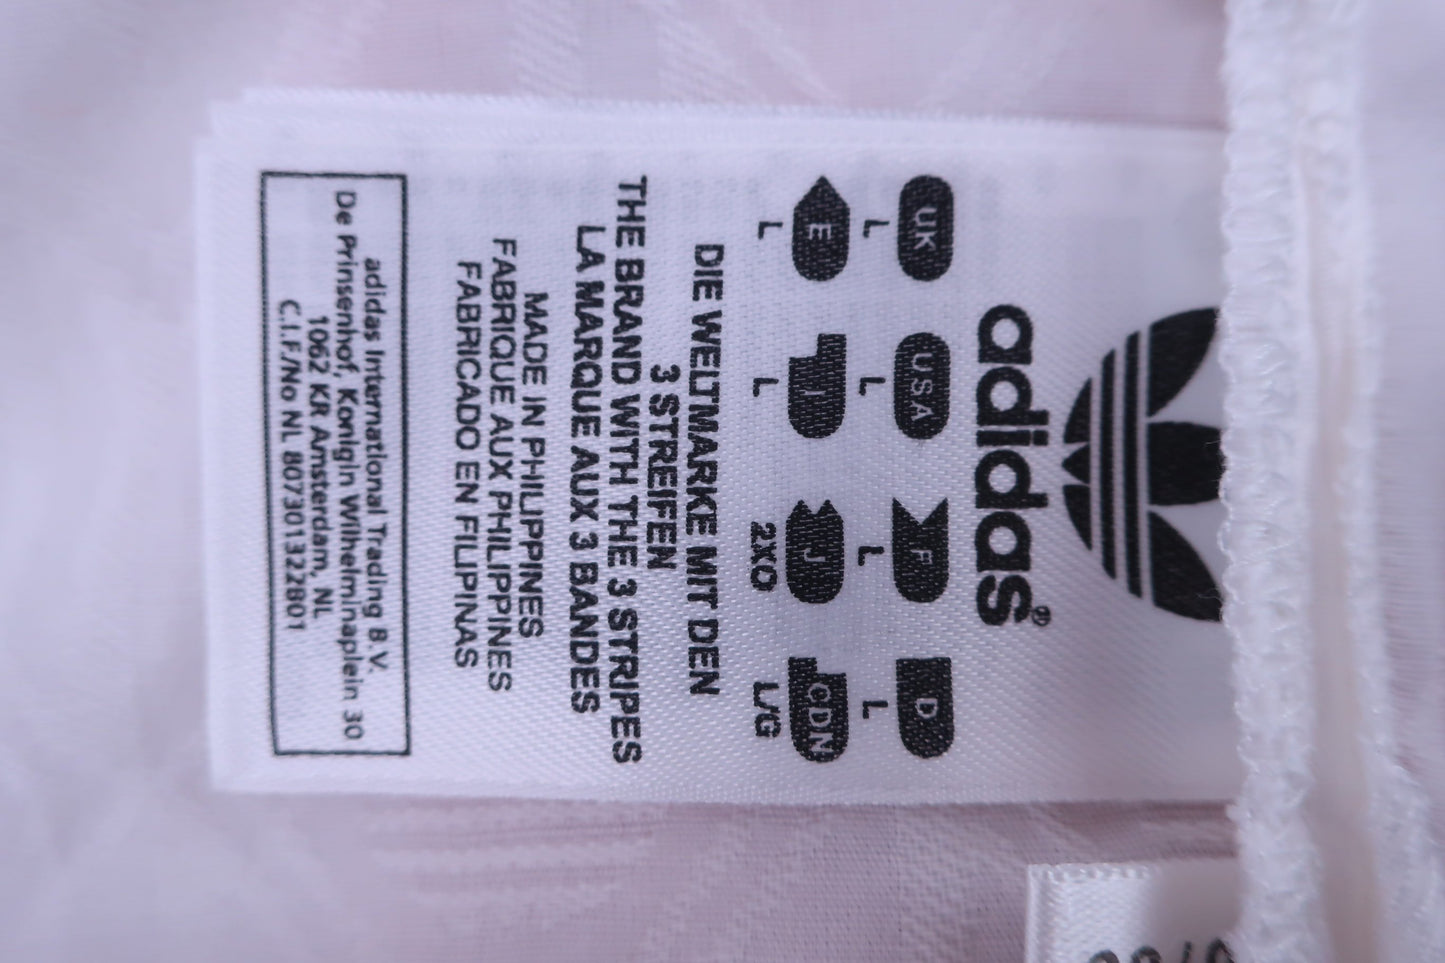 adidas®
UK USA F D
L L L L
E I J CDN
L L 2XO L/G
DIE WELTMARKE MIT DEN
3 STREIFEN
THE BRAND WITH THE 3 STRIPES
LA MARQUE AUX 3 BANDES
MADE IN PHILIPPINES
FABRIQUE AUX PHILIPPINES
FABRICADO EN FILIPINAS
adidas International Trading B.V.
De Prinsenhof, Konigin Wilhelminaplein 30
1062 KR Amsterdam, NL
C.I.F/No NL 807301322B01